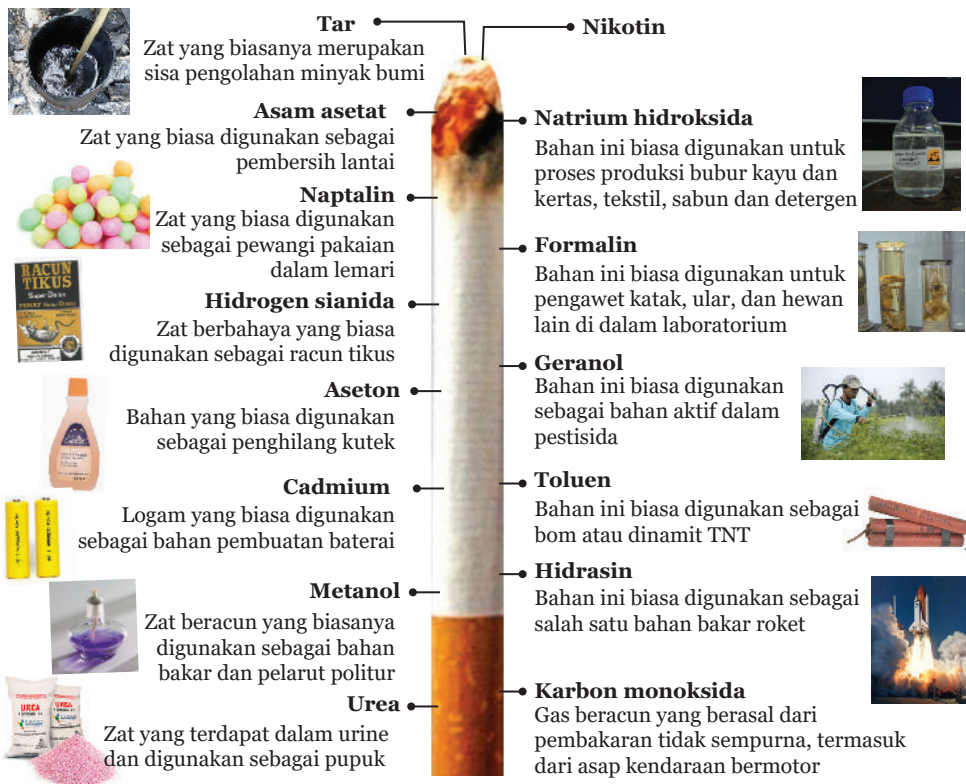 Tar
Zat yang biasanya merupakan
sisa pengolahan minyak bumi
Asam asetat
Zat yang biasa digunakan sebagai
pembersih lantai
Naptalin
Zat yang biasa digunakan
sebagai pewangi pakaian
dalam lemari
Hidrogen sianida
Zat berbahaya yang biasa
digunakan sebagai racun tikus
Aseton
Bahan yang biasa digunakan
sebagai penghilang kutek
Cadmium
Logam yang biasa digunakan
sebagai bahan pembuatan baterai
Metanol
Zat beracun yang biasanya
digunakan sebagai bahan
bakar dan pelarut politur
Urea
Zat yang terdapat dalam urine
dan digunakan sebagai pupuk
Nikotin
Natrium hidroksida
Bahan ini biasa digunakan untuk
proses produksi bubur kayu dan
kertas, tekstil, sabun dan detergen
Formalin
Bahan ini biasa digunakan untuk
pengawet katak, ular, dan hewan
lain di dalam laboratorium
Geranol
Bahan ini biasa digunakan
sebagai bahan aktif dalam
pestisida
Toluen
Bahan ini biasa digunakan sebagai
bom atau dinamit TNT
Hidrasin
Bahan ini biasa digunakan sebagai
salah satu bahan bakar roket
Karbon monoksida
Gas beracun yang berasal dari
pembakaran tidak sempurna, termasuk
dari asap kendaraan bermotor
RACUN
TIKUS
UREA
UREA